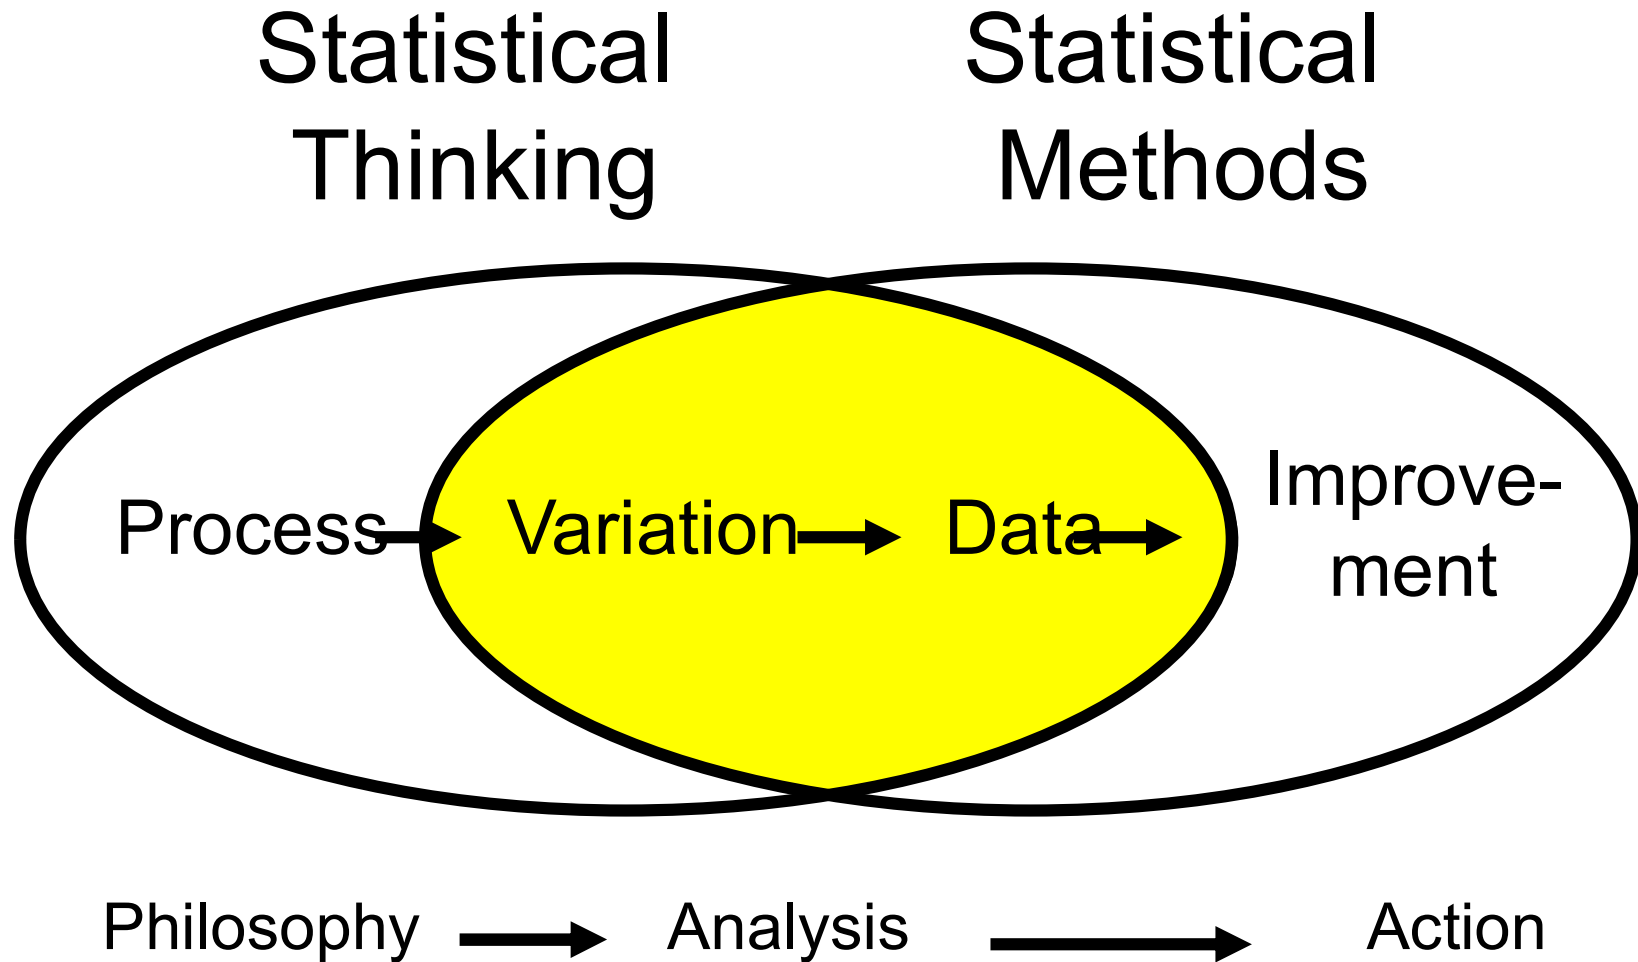 Statistical Thinking
Statistical Methods
Process Variation Data Improve-
ment
Philosophy Analysis Action